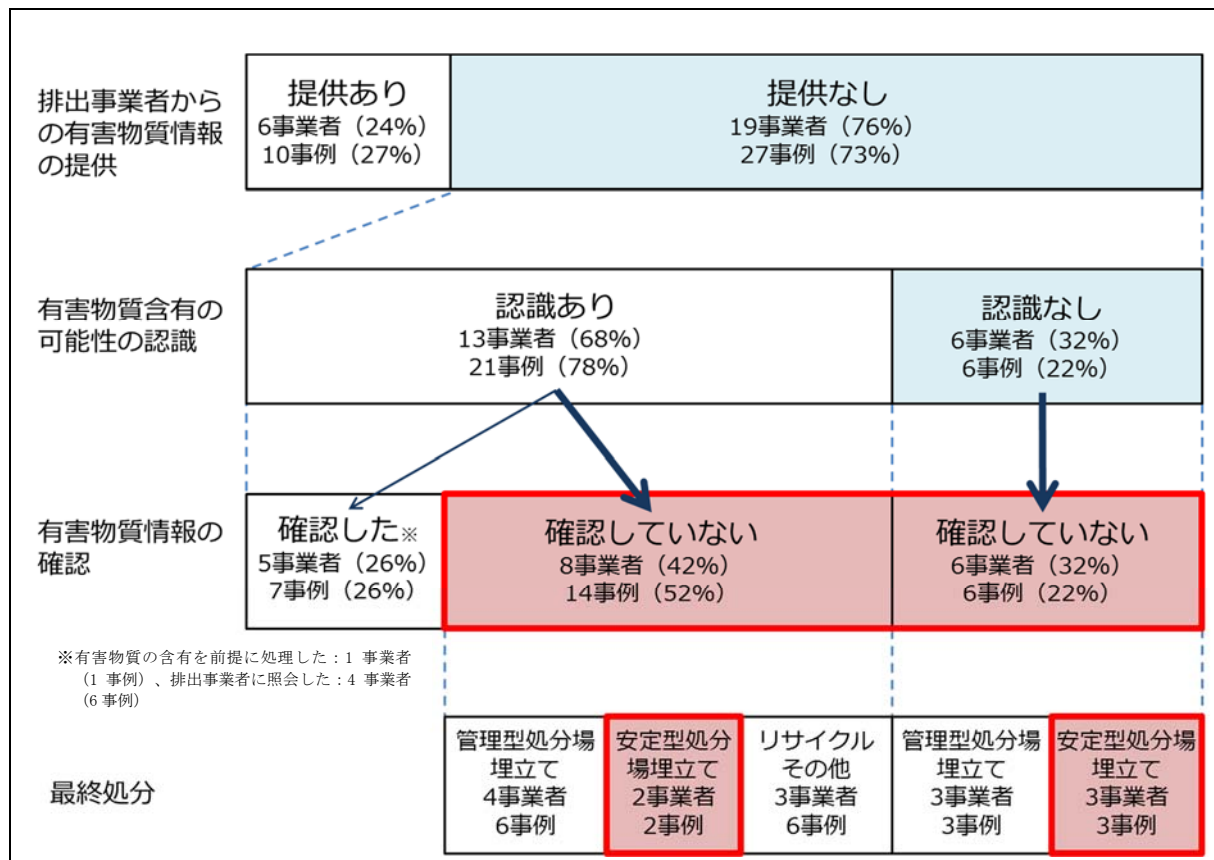 排出事業者から
の有害物質情報
の提供
提供あり
6事業者（24%）
10事例（27%）
提供なし
19事業者（76%）
27事例（73%）
有害物質含有の
可能性の認識
認識あり
13事業者（68%）
21事例（78%）
認識なし
6事業者（32%）
6事例（22%）
有害物質情報の
確認
確認した※
5事業者（26%）
7事例（26%）
確認していない
8事業者（42%）
14事例（52%）
確認していない
6事業者（32%）
6事例（22%）
※有害物質の含有を前提に処理した：1 事業者
（1 事例）、排出事業者に照会した：4 事業者
（6 事例）
最終処分
管理型処分場
埋立て
4事業者
6事例
安定型処分
場埋立て
2事業者
2事例
リサイクル
その他
3事業者
6事例
管理型処分場
埋立て
3事業者
3事例
安定型処分場
埋立て
3事業者
3事例